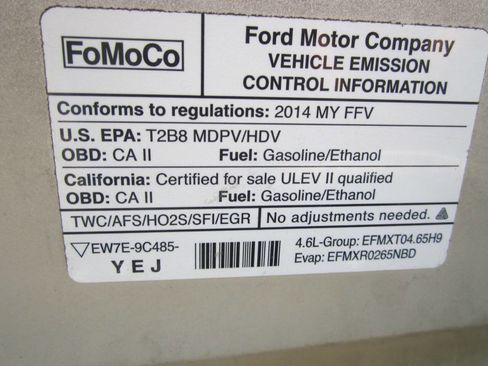 FoMoCo
Ford Motor Company
VEHICLE EMISSION
CONTROL INFORMATION
Conforms to regulations: 2014 MY FFV
U.S. EPA: T2B8 MDPV/HDV
OBD: CA II Fuel: Gasoline/Ethanol
California: Certified for sale ULEV II qualified
OBD: CA II Fuel: Gasoline/Ethanol
TWC/AFS/HO2S/SFI/EGR No adjustments needed.
EW7E-9C485- 4.6L-Group: EFMXT04.65H9
YEJ Evap: EFMXR0265NBD